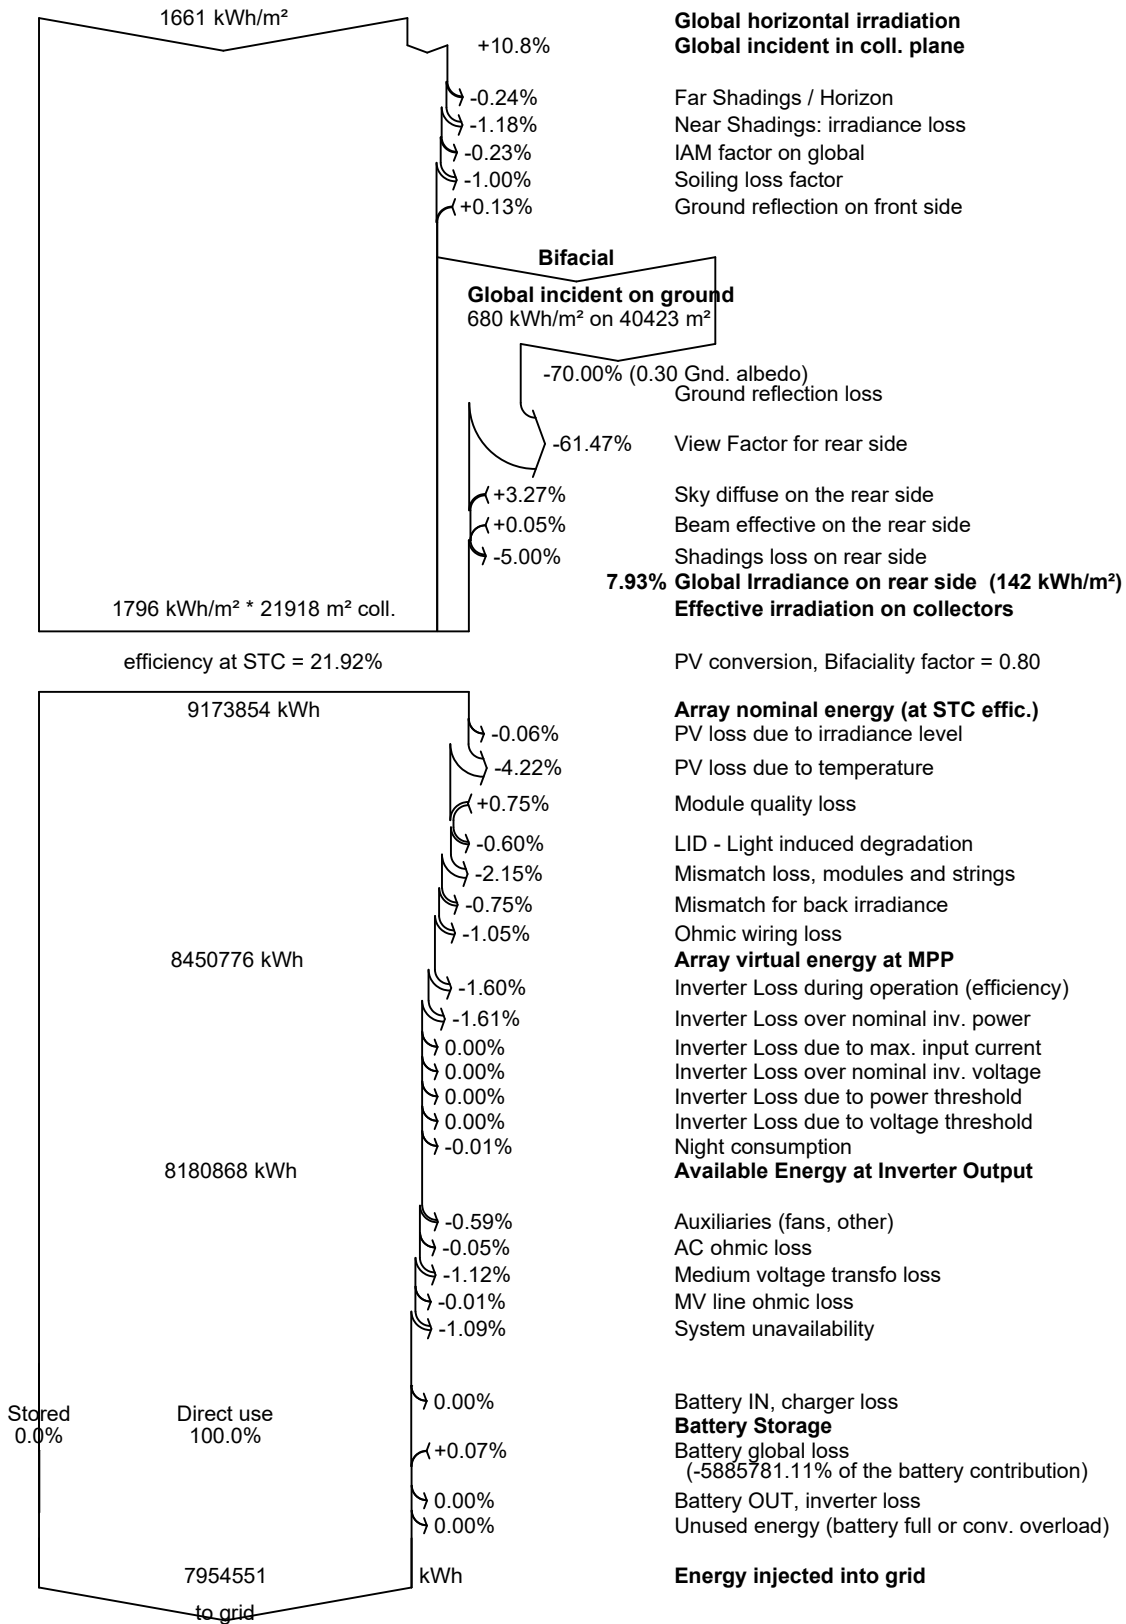 1661 kWh/m² Global horizontal irradiation
+10.8% Global incident in coll. plane
-0.24% Far Shadings / Horizon
-1.18% Near Shadings: irradiance loss
-0.23% IAM factor on global
-1.00% Soiling loss factor
+0.13% Ground reflection on front side
Bifacial
Global incident on ground
680 kWh/m² on 40423 m²
-70.00% (0.30 Gnd. albedo)
Ground reflection loss
-61.47% View Factor for rear side
+3.27% Sky diffuse on the rear side
+0.05% Beam effective on the rear side
-5.00% Shadings loss on rear side
7.93% Global Irradiance on rear side (142 kWh/m²)
1796 kWh/m² * 21918 m² coll. Effective irradiation on collectors
efficiency at STC = 21.92% PV conversion, Bifaciality factor = 0.80
9173854 kWh Array nominal energy (at STC effic.)
-0.06% PV loss due to irradiance level
-4.22% PV loss due to temperature
+0.75% Module quality loss
-0.60% LID - Light induced degradation
-2.15% Mismatch loss, modules and strings
-0.75% Mismatch for back irradiance
-1.05% Ohmic wiring loss
8450776 kWh Array virtual energy at MPP
-1.60% Inverter Loss during operation (efficiency)
-1.61% Inverter Loss over nominal inv. power
0.00% Inverter Loss due to max. input current
0.00% Inverter Loss over nominal inv. voltage
0.00% Inverter Loss due to power threshold
0.00% Inverter Loss due to voltage threshold
-0.01% Night consumption
8180868 kWh Available Energy at Inverter Output
-0.59% Auxiliaries (fans, other)
-0.05% AC ohmic loss
-1.12% Medium voltage transfo loss
-0.01% MV line ohmic loss
-1.09% System unavailability
0.00% Battery IN, charger loss
Stored Direct use Battery Storage
0.0% 100.0%
+0.07% Battery global loss
(-5885781.11% of the battery contribution)
0.00% Battery OUT, inverter loss
0.00% Unused energy (battery full or conv. overload)
7954551 kWh Energy injected into grid
to grid